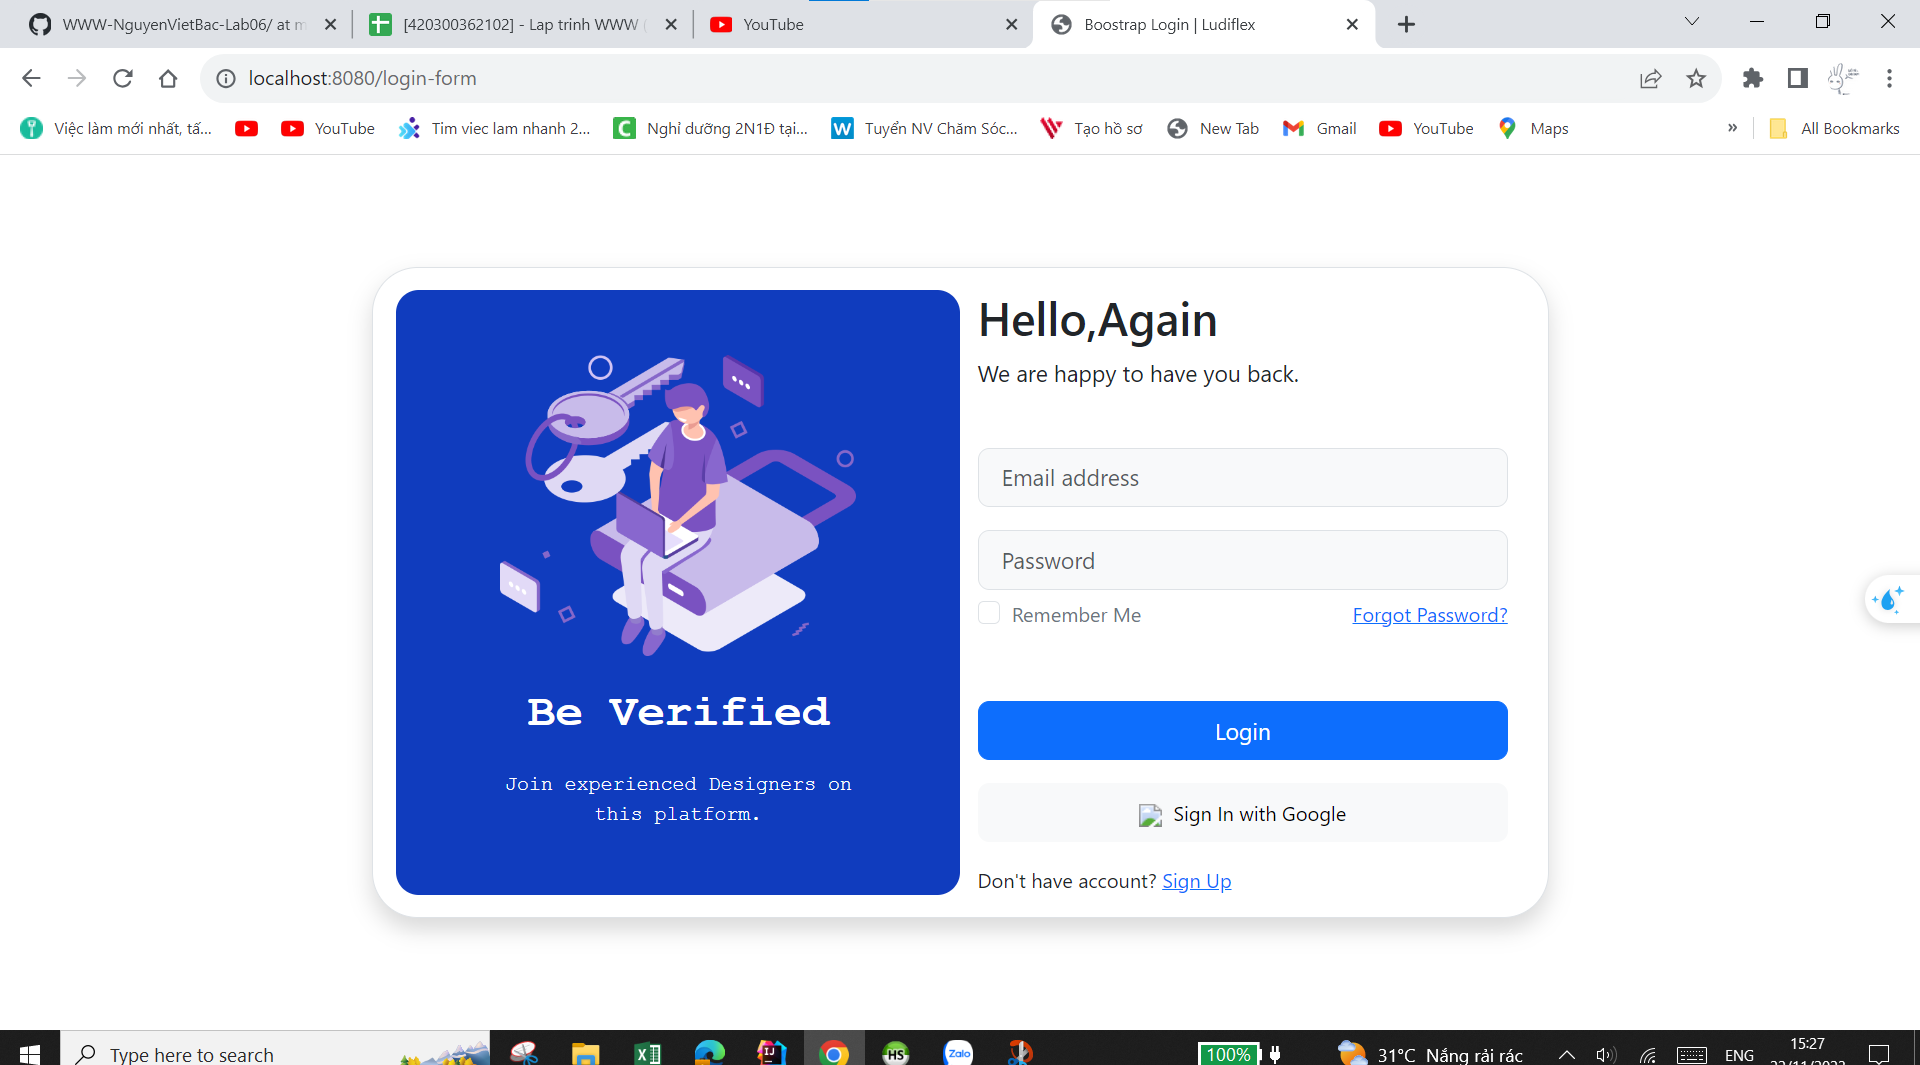 WWW-NguyenVietBac-Lab06/ at m
[420300362102] - Lap trinh WWW (
YouTube
Boostrap Login | Ludiflex
localhost:8080/login-form
Việc làm mới nhất, tấ...
YouTube
Tim viec lam nhanh 2...
Nghỉ dưỡng 2N1Đ tại...
Tuyển NV Chăm Sóc...
Tạo hồ sơ
New Tab
Gmail
YouTube
Maps
»
All Bookmarks
Be Verified
Join experienced Designers on
this platform.
Hello,Again
We are happy to have you back.
Email address
Password
Remember Me
Forgot Password?
Login
Sign In with Google
Don't have account? Sign Up
Type here to search
HS
Zalo
100%
31°C Nắng rải rác
ENG
15:27